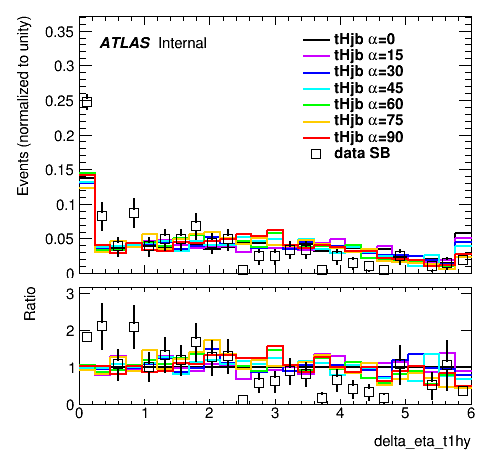 ATLAS Internal
Events (normalized to unity)
0.35
0.3
0.25
0.2
0.15
0.1
0.05
0
tHjb α=0
tHjb α=15
tHjb α=30
tHjb α=45
tHjb α=60
tHjb α=75
tHjb α=90
data SB
Ratio
3
2
1
0
0 1 2 3 4 5 6
delta_eta_t1hy